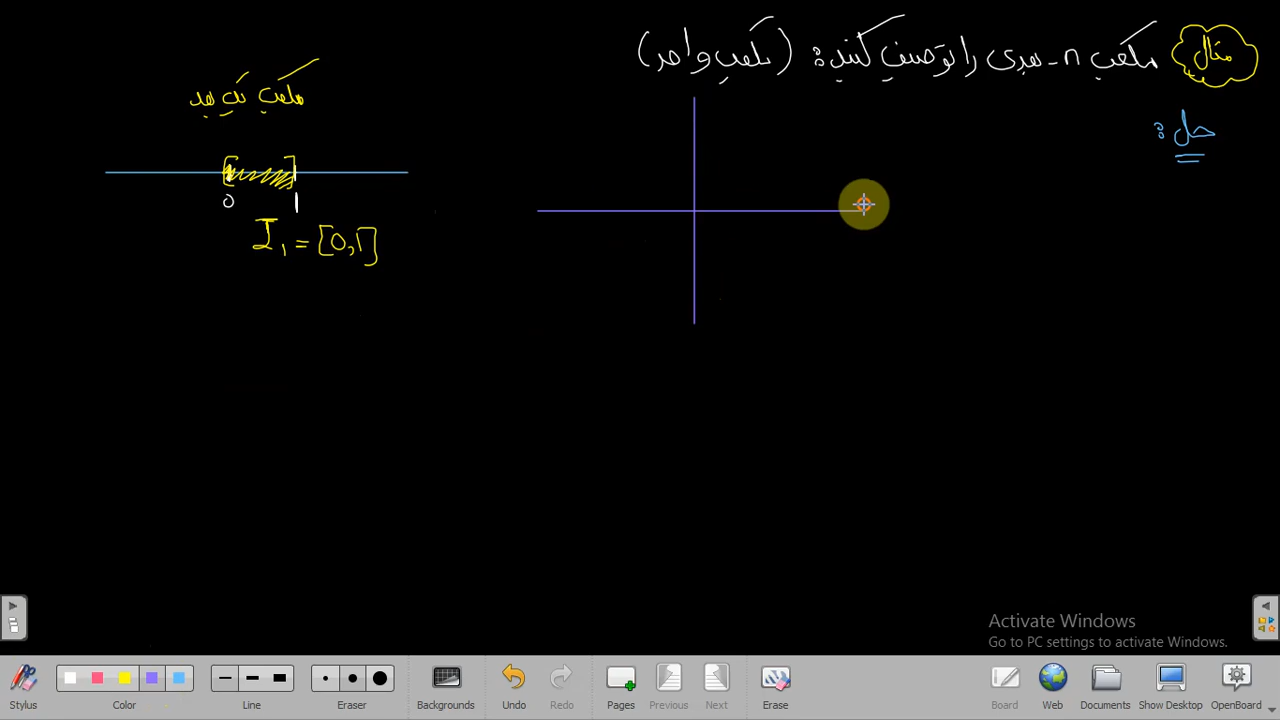 مثال
مکعب n-بعدی را توصیف کنید: (مکعب واحد)
حل:
مکعب یک بعد
0 1
I₁ = [0,1]
Activate Windows
Go to PC settings to activate Windows.
Stylus Color Line Eraser Backgrounds Undo Redo Pages Previous Next Erase Board Web Documents Show Desktop OpenBoard